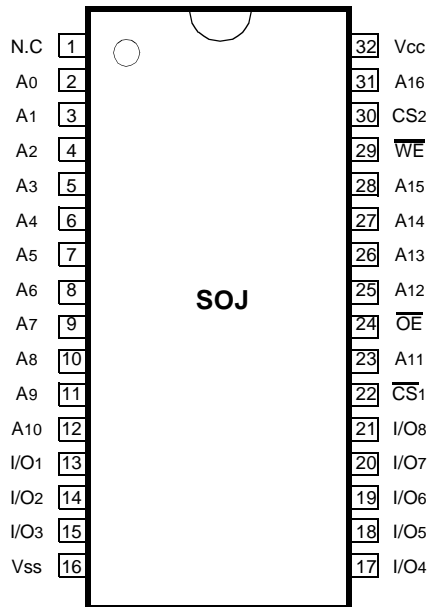 N.C 1 32 Vcc
A0 2 31 A16
A1 3 30 CS2
A2 4 29 W̅E̅
A3 5 28 A15
A4 6 27 A14
A5 7 26 A13
A6 8 25 A12
SOJ
A7 9 24 O̅E̅
A8 10 23 A11
A9 11 22 C̅S̅1
A10 12 21 I/O8
I/O1 13 20 I/O7
I/O2 14 19 I/O6
I/O3 15 18 I/O5
Vss 16 17 I/O4